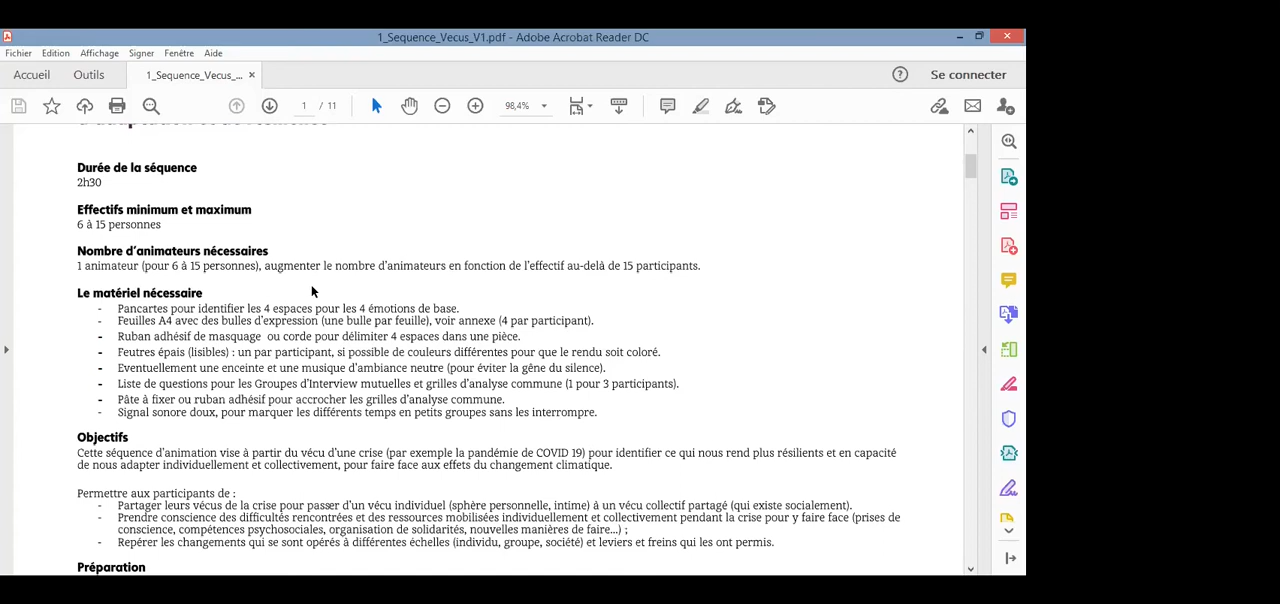 1_Sequence_Vecus_V1.pdf - Adobe Acrobat Reader DC
Fichier Edition Affichage Signer Fenêtre Aide
Accueil Outils 1_Sequence_Vecus_... × Se connecter
1 / 11 98,4%
Durée de la séquence
2h30
Effectifs minimum et maximum
6 à 15 personnes
Nombre d'animateurs nécessaires
1 animateur (pour 6 à 15 personnes), augmenter le nombre d'animateurs en fonction de l'effectif au-delà de 15 participants.
Le matériel nécessaire
- Pancartes pour identifier les 4 espaces pour les 4 émotions de base.
- Feuilles A4 avec des bulles d'expression (une bulle par feuille), voir annexe (4 par participant).
- Ruban adhésif de masquage ou corde pour délimiter 4 espaces dans une pièce.
- Feutres épais (lisibles) : un par participant, si possible de couleurs différentes pour que le rendu soit coloré.
- Eventuellement une enceinte et une musique d'ambiance neutre (pour éviter la gêne du silence).
- Liste de questions pour les Groupes d'Interview mutuelles et grilles d'analyse commune (1 pour 3 participants).
- Pâte à fixer ou ruban adhésif pour accrocher les grilles d'analyse commune.
- Signal sonore doux, pour marquer les différents temps en petits groupes sans les interrompre.
Objectifs
Cette séquence d'animation vise à partir du vécu d'une crise (par exemple la pandémie de COVID 19) pour identifier ce qui nous rend plus résilients et en capacité
de nous adapter individuellement et collectivement, pour faire face aux effets du changement climatique.
Permettre aux participants de :
- Partager leurs vécus de la crise pour passer d'un vécu individuel (sphère personnelle, intime) à un vécu collectif partagé (qui existe socialement).
- Prendre conscience des difficultés rencontrées et des ressources mobilisées individuellement et collectivement pendant la crise pour y faire face (prises de
conscience, compétences psychosociales, organisation de solidarités, nouvelles manières de faire...) ;
- Repérer les changements qui se sont opérés à différentes échelles (individu, groupe, société) et leviers et freins qui les ont permis.
Préparation